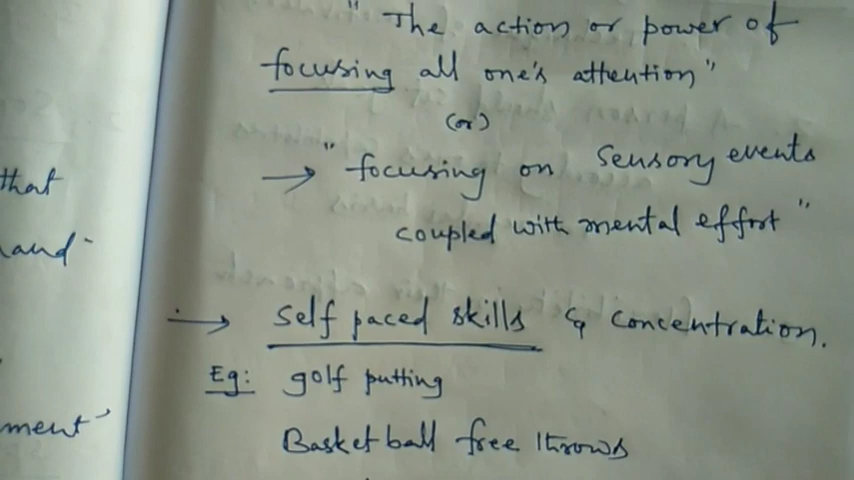 that
and-
ment'
" The action or power of
focusing all one's attention"
(or)
→ " focusing on sensory events
coupled with mental effort "
→ Self paced skills & concentration.
Eg: golf putting
Basket ball free throws